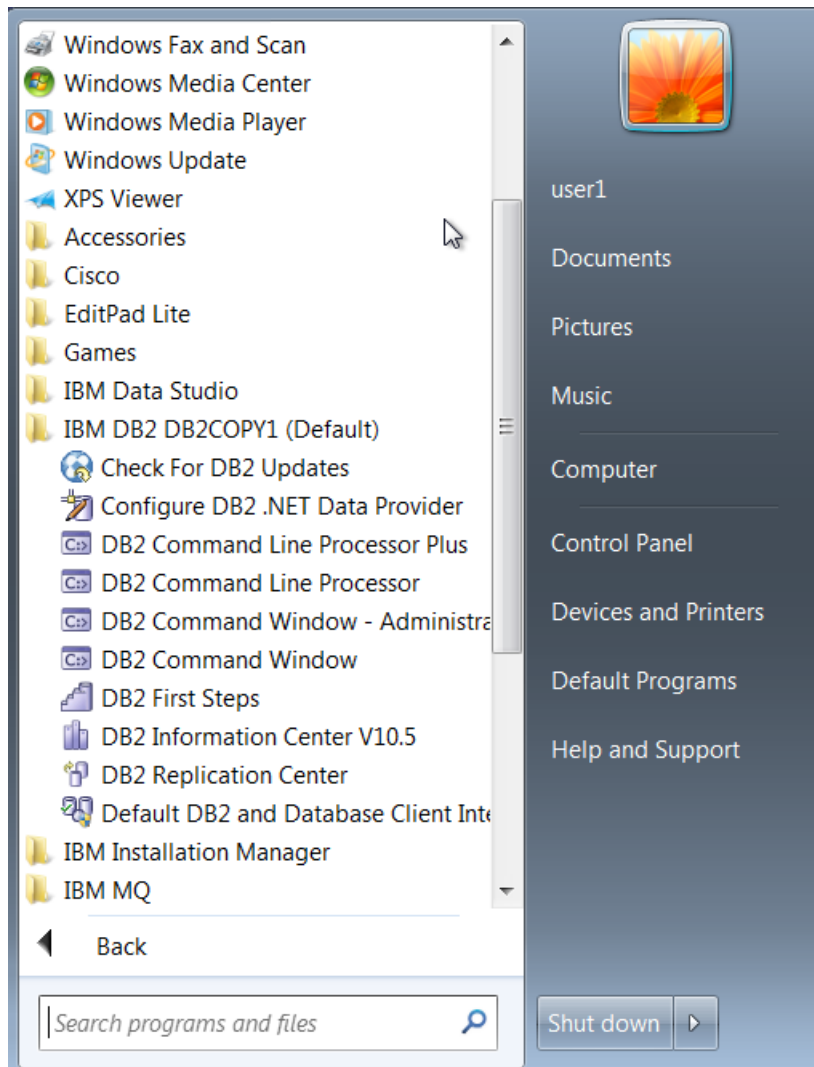 Windows Fax and Scan
Windows Media Center
Windows Media Player
Windows Update
XPS Viewer
Accessories
Cisco
EditPad Lite
Games
IBM Data Studio
IBM DB2 DB2COPY1 (Default)
Check For DB2 Updates
Configure DB2 .NET Data Provider
C:> DB2 Command Line Processor Plus
C:> DB2 Command Line Processor
C:> DB2 Command Window - Administra
C:> DB2 Command Window
DB2 First Steps
DB2 Information Center V10.5
DB2 Replication Center
Default DB2 and Database Client Inte
IBM Installation Manager
IBM MQ
Back
Search programs and files
user1
Documents
Pictures
Music
Computer
Control Panel
Devices and Printers
Default Programs
Help and Support
Shut down